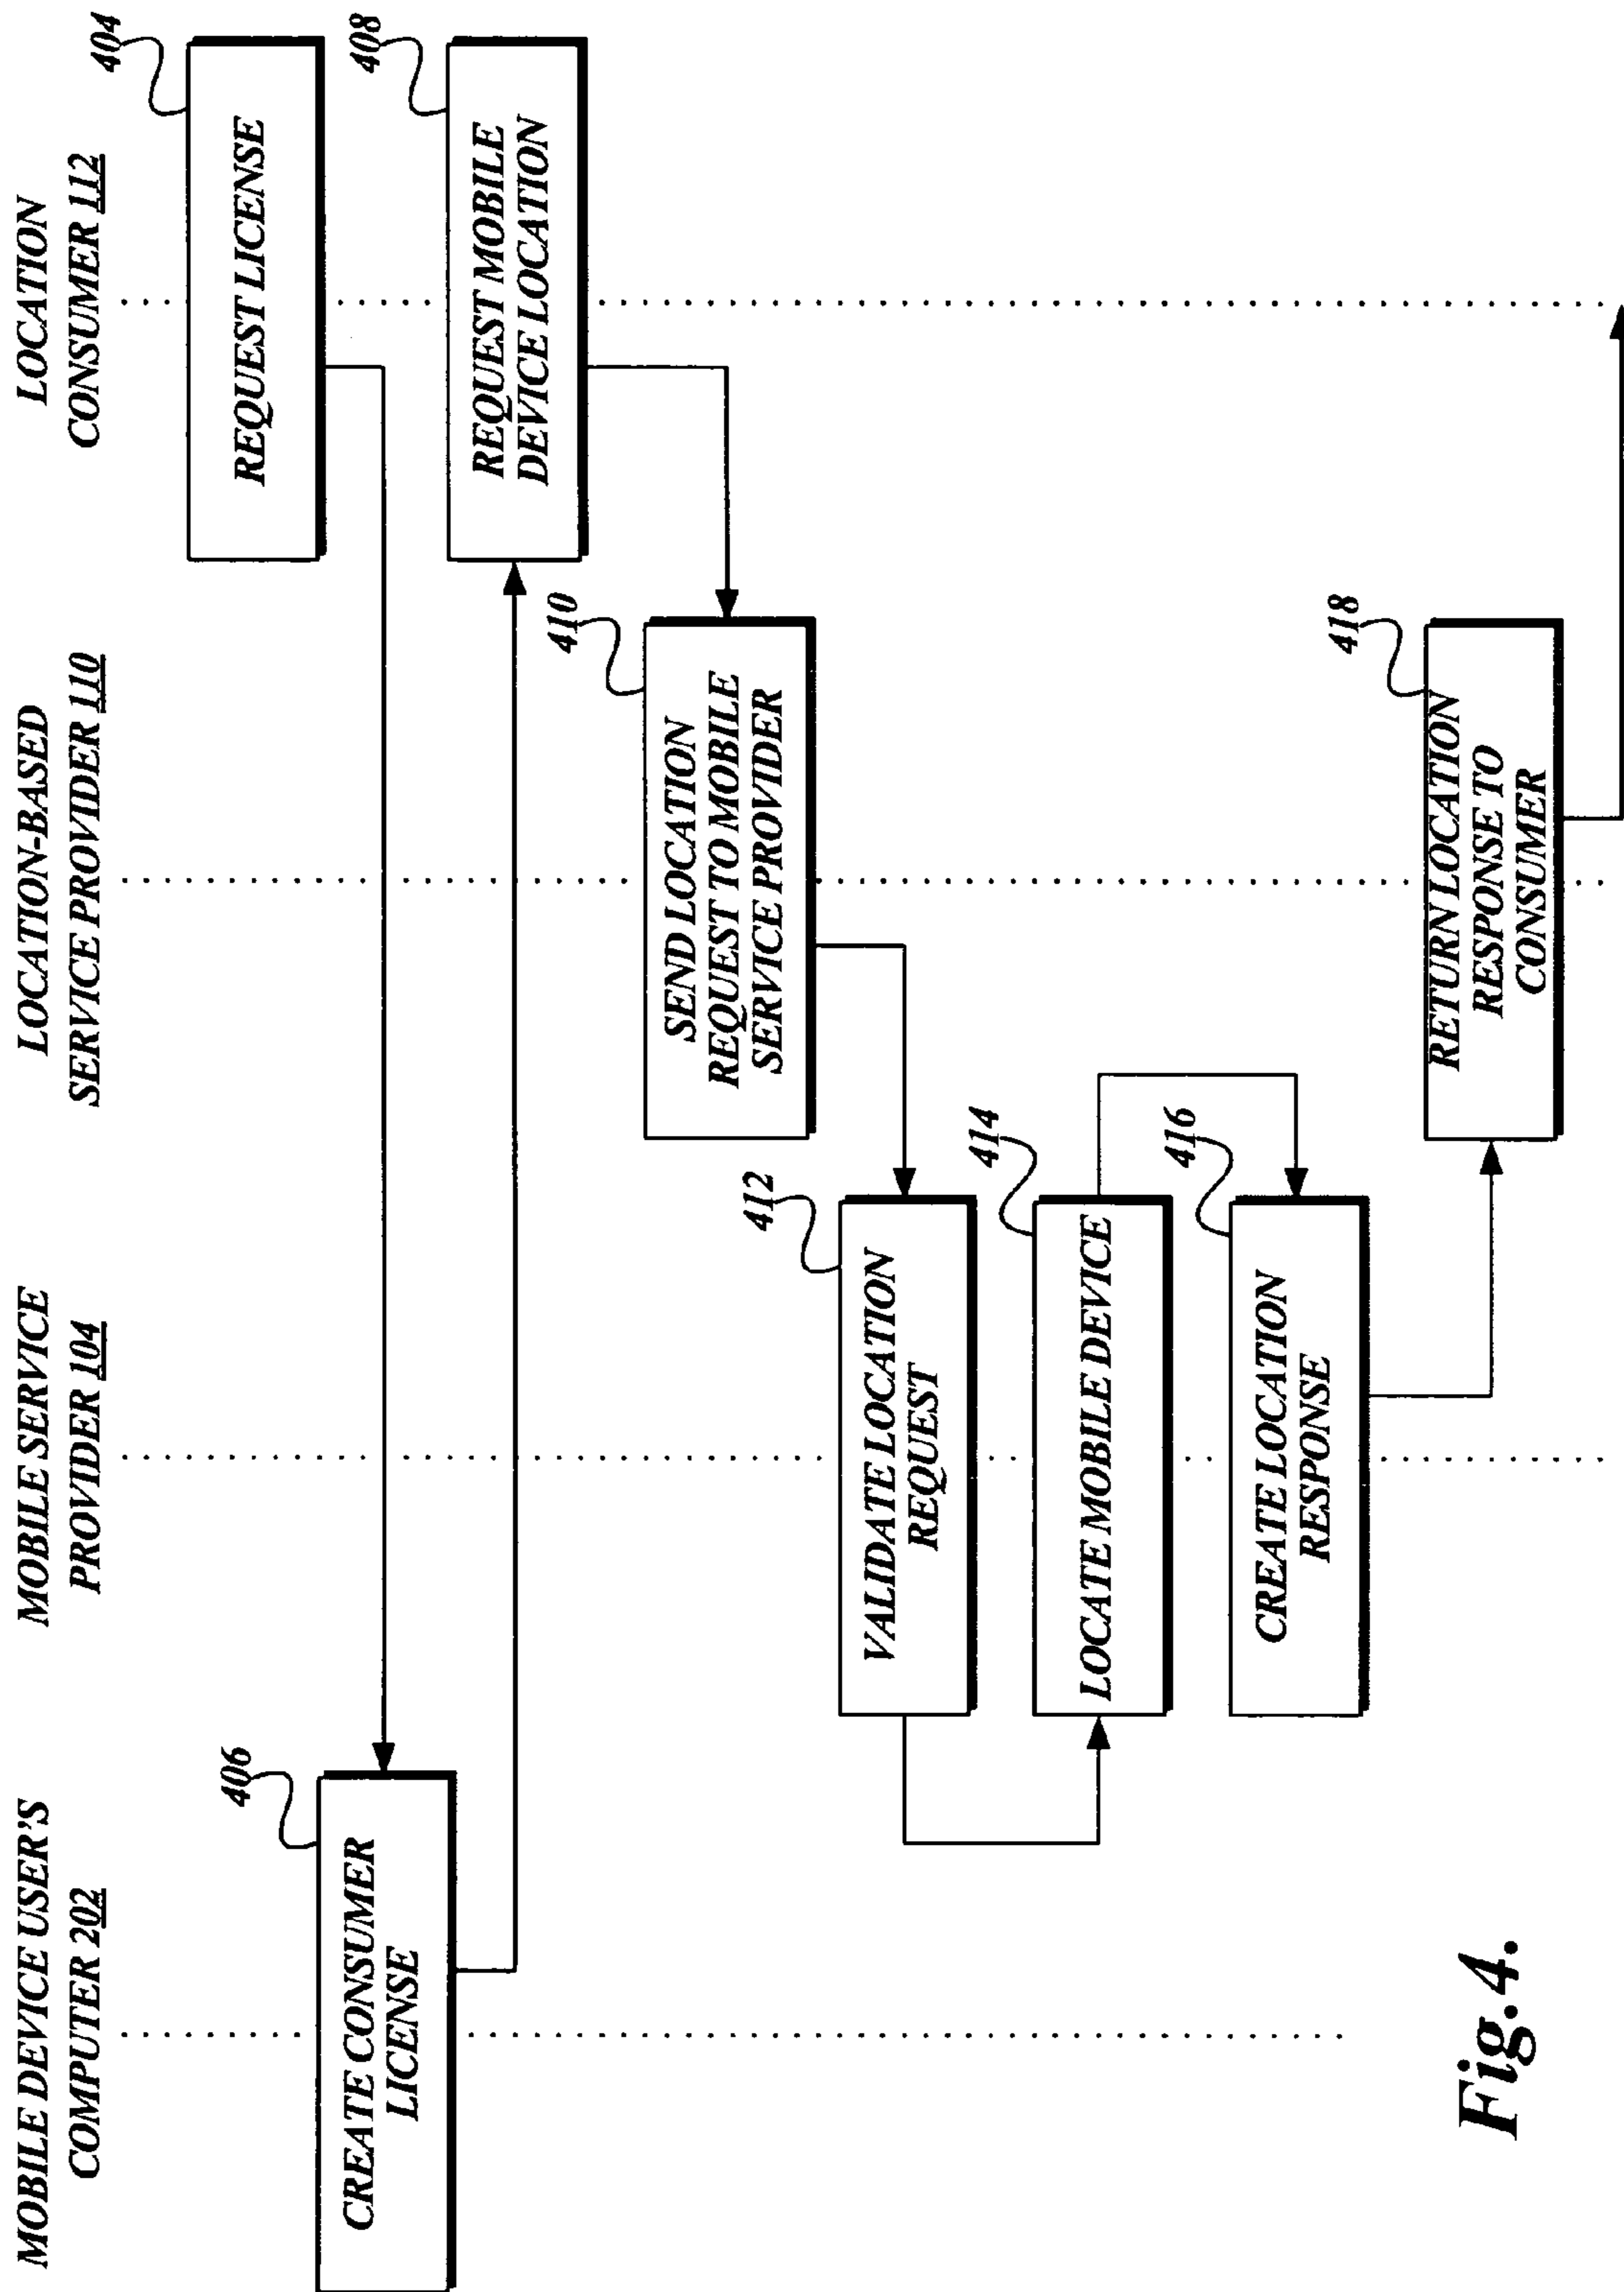 MOBILE DEVICE USER'S
COMPUTER 202
MOBILE SERVICE
PROVIDER 104
LOCATION-BASED
SERVICE PROVIDER 110
LOCATION
CONSUMER 112
404
REQUEST LICENSE
406
CREATE CONSUMER
LICENSE
408
REQUEST MOBILE
DEVICE LOCATION
410
SEND LOCATION
REQUEST TO MOBILE
SERVICE PROVIDER
412
VALIDATE LOCATION
REQUEST
414
LOCATE MOBILE DEVICE
416
CREATE LOCATION
RESPONSE
418
RETURN LOCATION
RESPONSE TO
CONSUMER
Fig.4.